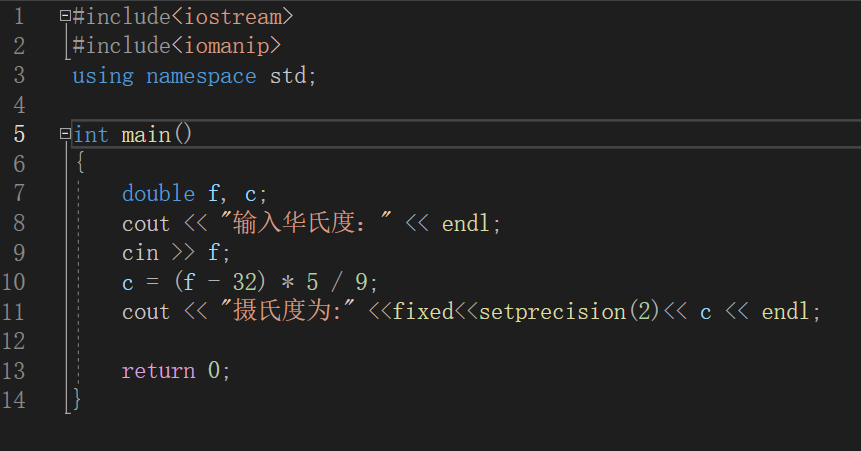 1 #include<iostream>
2 #include<iomanip>
3 using namespace std;
4
5 int main()
6 {
7 double f, c;
8 cout << "输入华氏度：" << endl;
9 cin >> f;
10 c = (f - 32) * 5 / 9;
11 cout << "摄氏度为:" <<fixed<<setprecision(2)<< c << endl;
12
13 return 0;
14 }